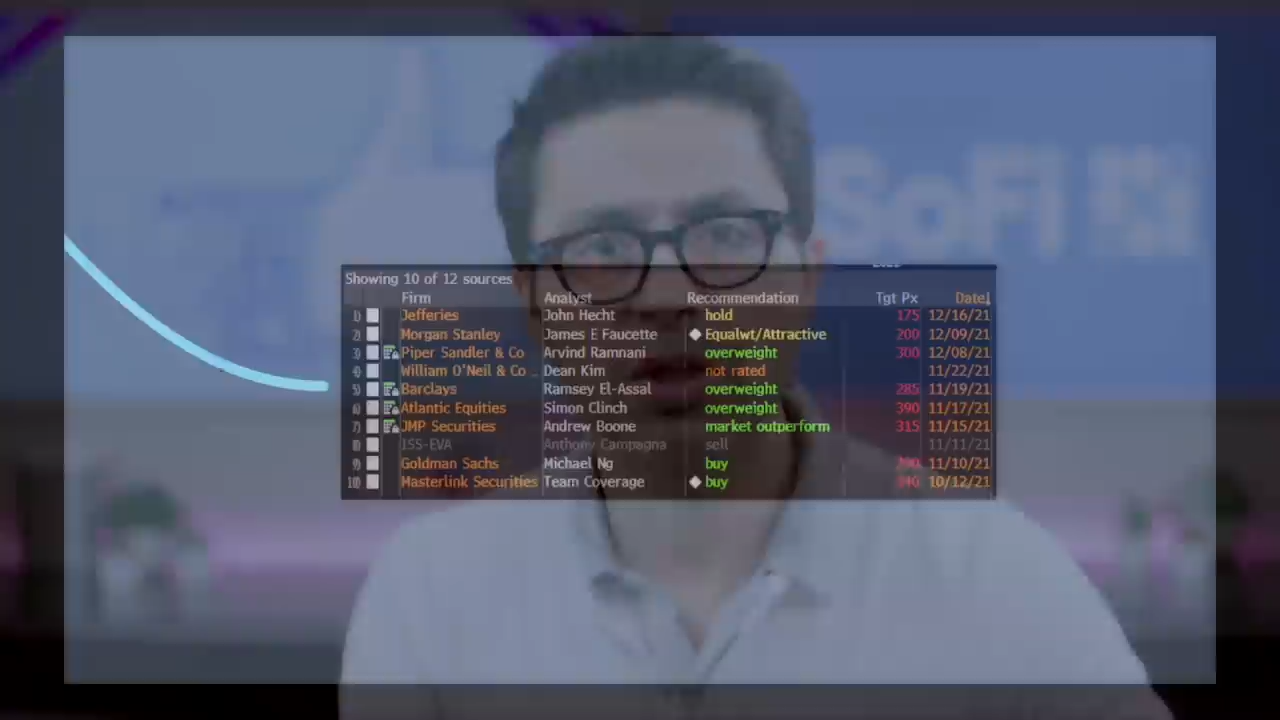 SoFi
Showing 10 of 12 sources
Firm Analyst Recommendation Tgt Px Date
1) Jefferies John Hecht hold 175 12/16/21
2) Morgan Stanley James E Faucette Equalwt/Attractive 200 12/09/21
3) Piper Sandler & Co Arvind Ramnani overweight 300 12/08/21
4) William O'Neil & Co Dean Kim not rated 11/22/21
5) Barclays Ramsey El-Assal overweight 285 11/19/21
6) Atlantic Equities Simon Clinch overweight 390 11/17/21
7) JMP Securities Andrew Boone market outperform 315 11/15/21
8) ISS-EVA Anthony Campagna sell 11/11/21
9) Goldman Sachs Michael Ng buy 11/10/21
10) Masterlink Securities Team Coverage buy 10/12/21